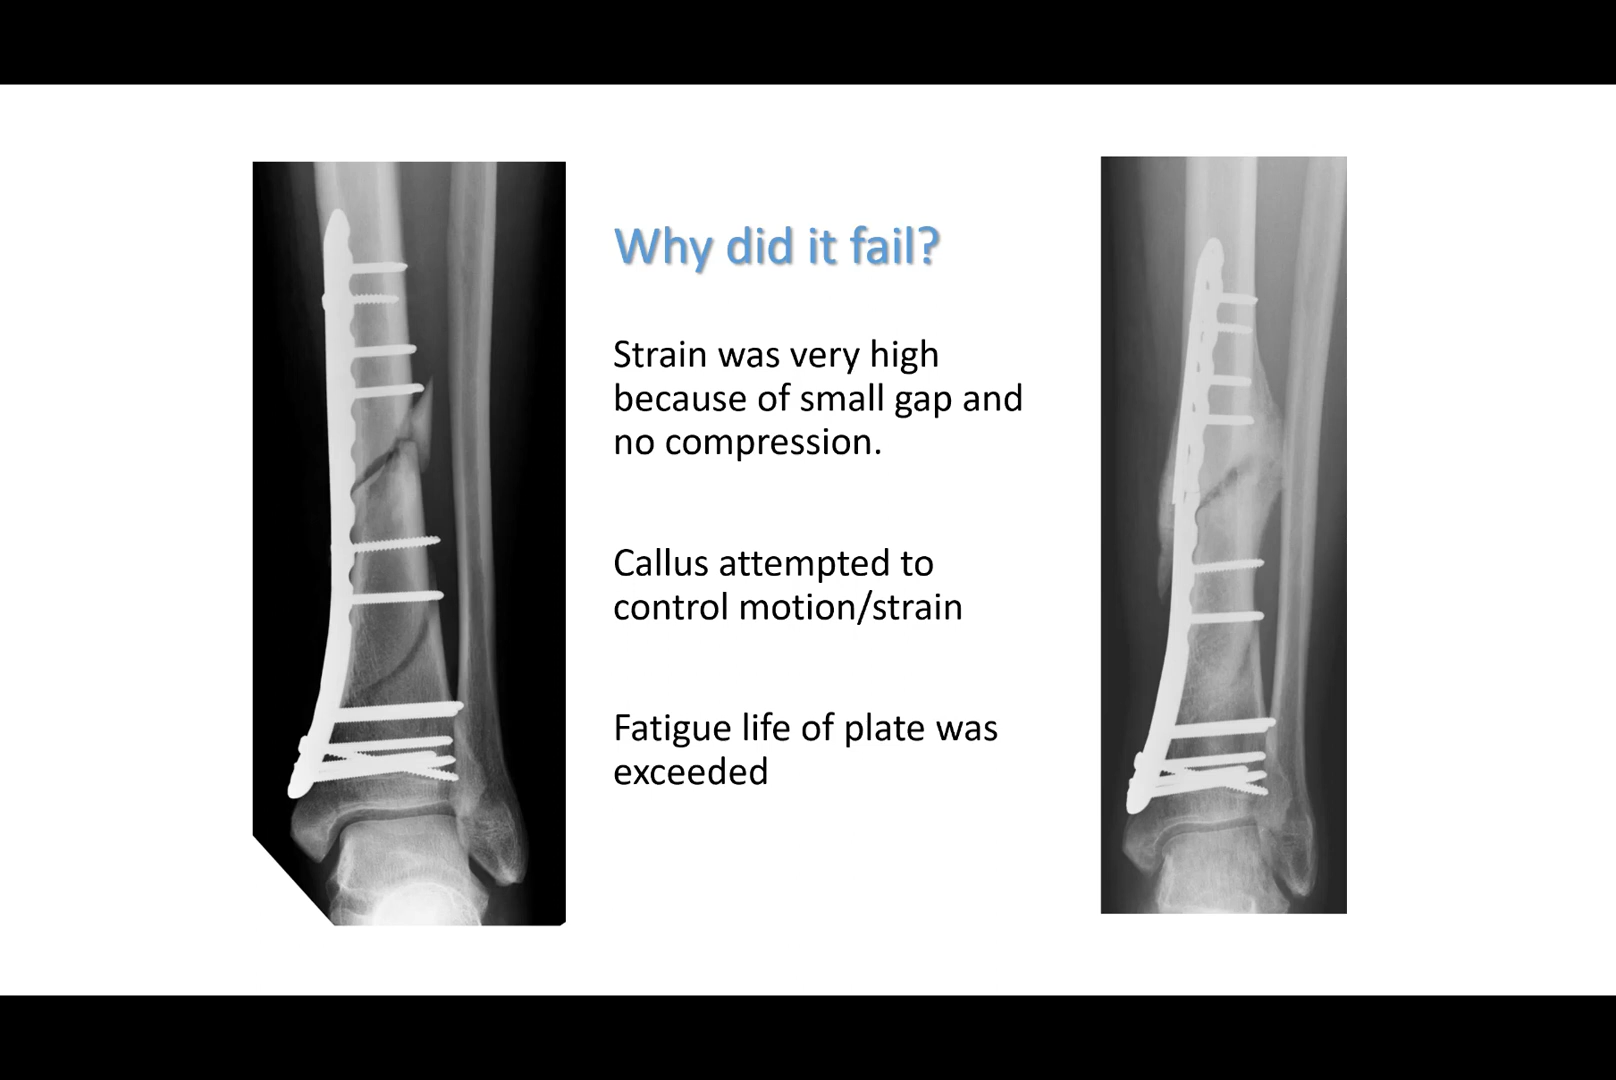 Why did it fail?
Strain was very high
because of small gap and
no compression.
Callus attempted to
control motion/strain
Fatigue life of plate was
exceeded